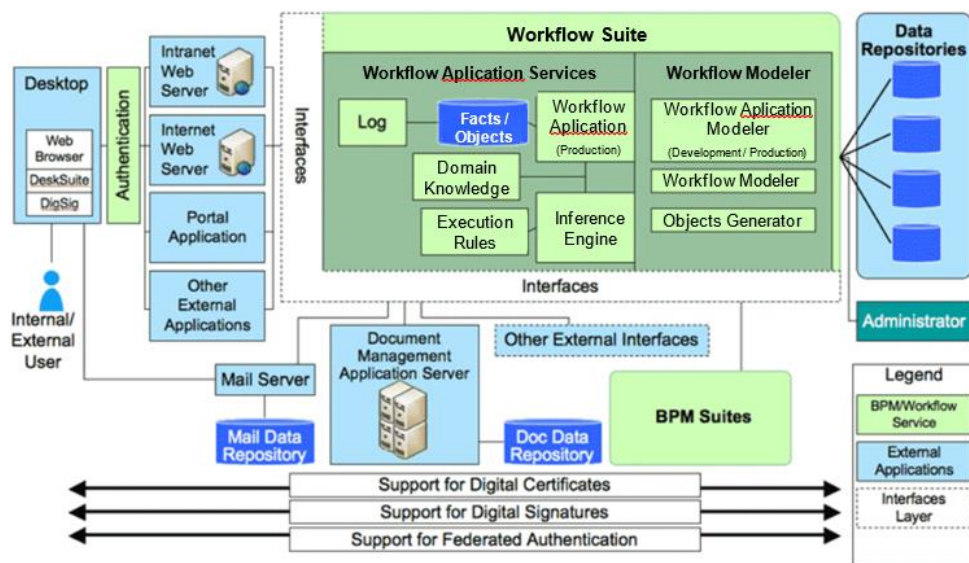 Desktop
Web
Browser
DeskSuite
DigSig
Internal/
External
User
Authentication
Intranet
Web
Server
Internet
Web
Server
Portal
Application
Other
External
Applications
Interfaces
Workflow Suite
Workflow Aplication Services
Log
Facts /
Objects
Workflow
Aplication
(Production)
Domain
Knowledge
Execution
Rules
Inference
Engine
Workflow Modeler
Workflow Aplication
Modeler
(Development / Production)
Workflow Modeler
Objects Generator
Interfaces
Data
Repositories
Administrator
Mail Server
Mail Data
Repository
Document
Management
Application Server
Doc Data
Repository
Other External Interfaces
BPM Suites
Legend
BPM/Workflow
Service
External
Applications
Interfaces
Layer
Support for Digital Certificates
Support for Digital Signatures
Support for Federated Authentication